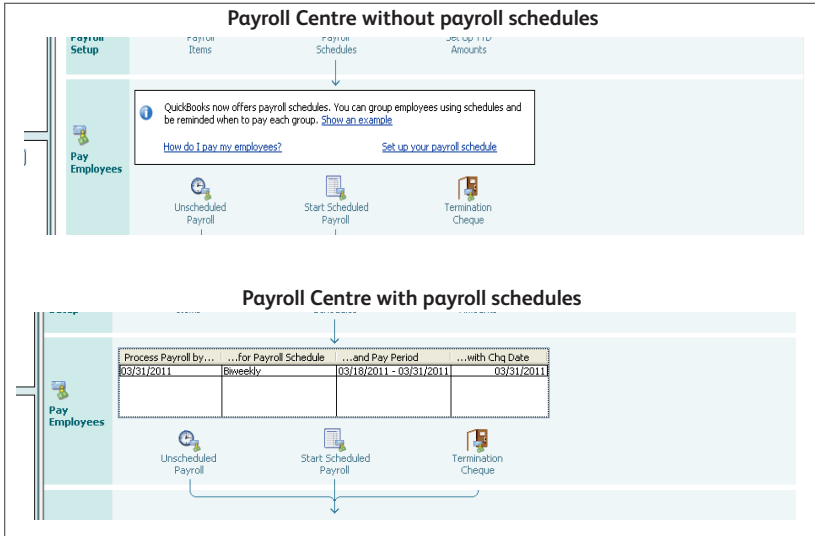 Payroll Centre without payroll schedules
Payroll Payroll Set Up YTD
Setup Items Schedules Amounts
QuickBooks now offers payroll schedules. You can group employees using schedules and
be reminded when to pay each group. Show an example
How do I pay my employees? Set up your payroll schedule
Pay
Employees
Unscheduled Start Scheduled Termination
Payroll Payroll Cheque
Payroll Centre with payroll schedules
Process Payroll by... ...for Payroll Schedule ...and Pay Period ...with Chq Date
03/31/2011 Biweekly 03/18/2011 - 03/31/2011 03/31/2011
Pay
Employees
Unscheduled Start Scheduled Termination
Payroll Payroll Cheque